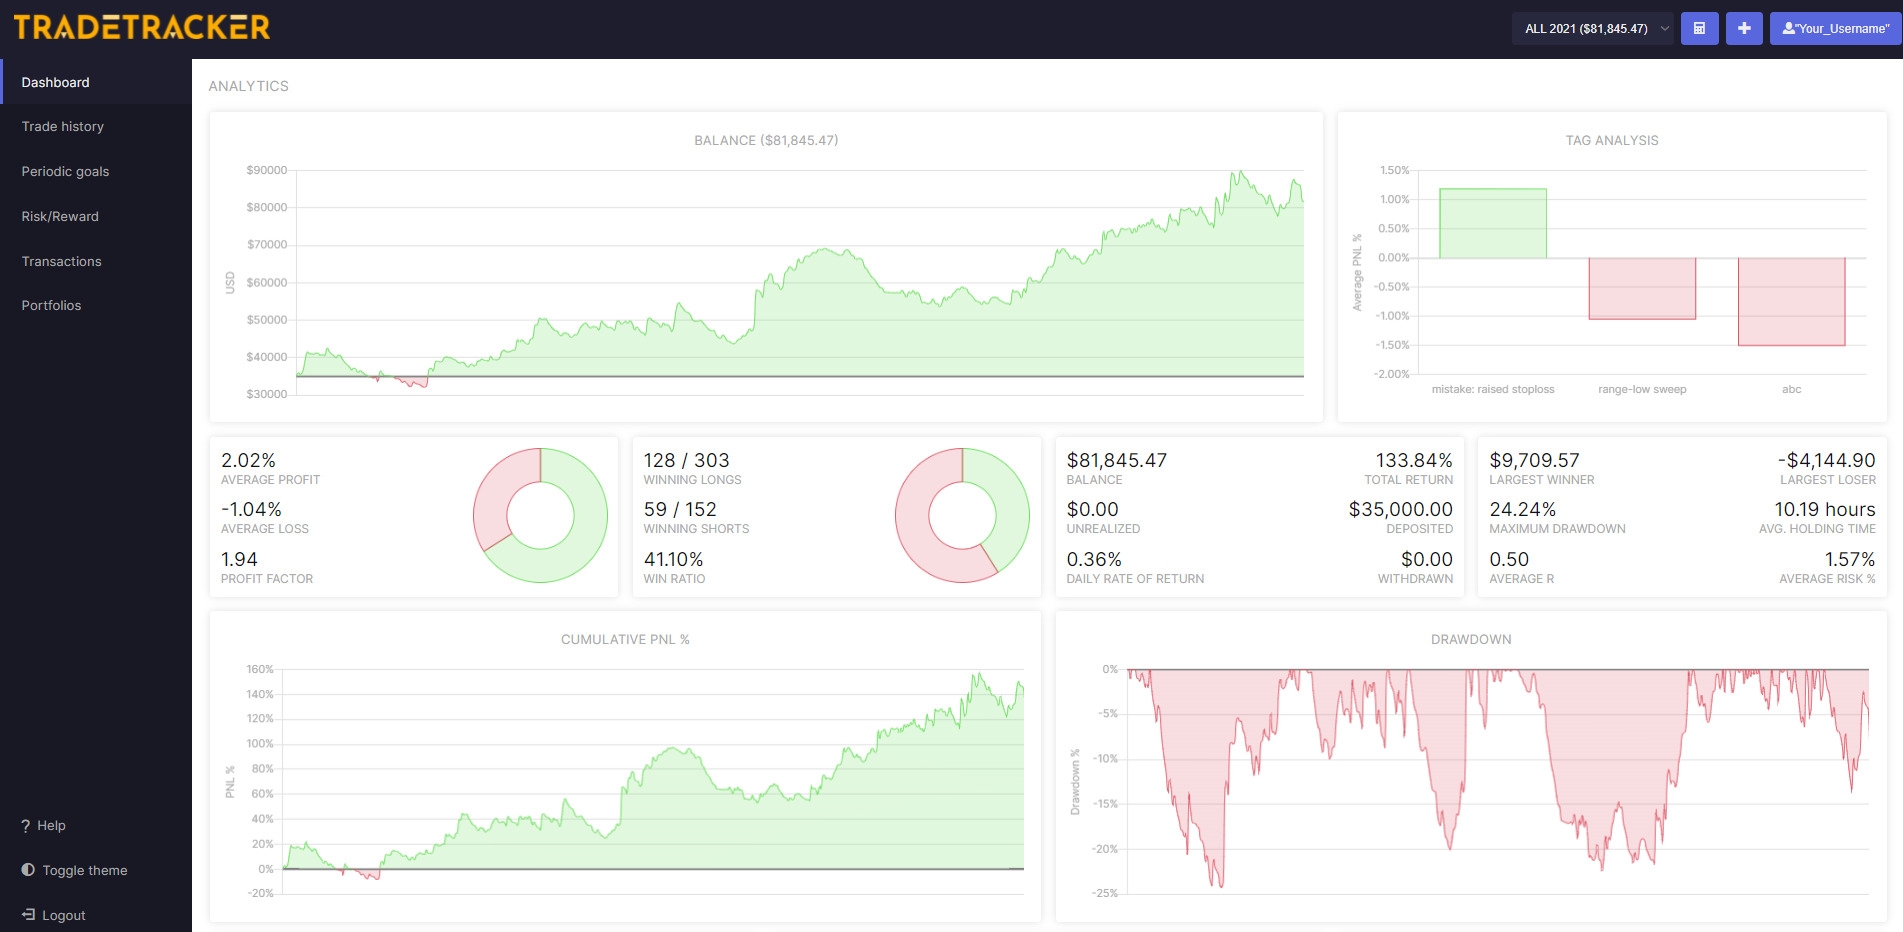 TRADETRACKER
ALL 2021 ($81,845.47)
"Your_Username"
Dashboard
Trade history
Periodic goals
Risk/Reward
Transactions
Portfolios
? Help
Toggle theme
Logout
ANALYTICS
BALANCE ($81,845.47)
USD
$90000
$80000
$70000
$60000
$50000
$40000
$30000
TAG ANALYSIS
Average PNL %
1.50%
1.00%
0.50%
0.00%
-0.50%
-1.00%
-1.50%
-2.00%
mistake: raised stoploss
range-low sweep
abc
2.02%
AVERAGE PROFIT
-1.04%
AVERAGE LOSS
1.94
PROFIT FACTOR
128 / 303
WINNING LONGS
59 / 152
WINNING SHORTS
41.10%
WIN RATIO
$81,845.47
BALANCE
$0.00
UNREALIZED
0.36%
DAILY RATE OF RETURN
133.84%
TOTAL RETURN
$35,000.00
DEPOSITED
$0.00
WITHDRAWN
$9,709.57
LARGEST WINNER
24.24%
MAXIMUM DRAWDOWN
0.50
AVERAGE R
-$4,144.90
LARGEST LOSER
10.19 hours
AVG. HOLDING TIME
1.57%
AVERAGE RISK %
CUMULATIVE PNL %
PNL %
160%
140%
120%
100%
80%
60%
40%
20%
0%
-20%
DRAWDOWN
Drawdown %
0%
-5%
-10%
-15%
-20%
-25%